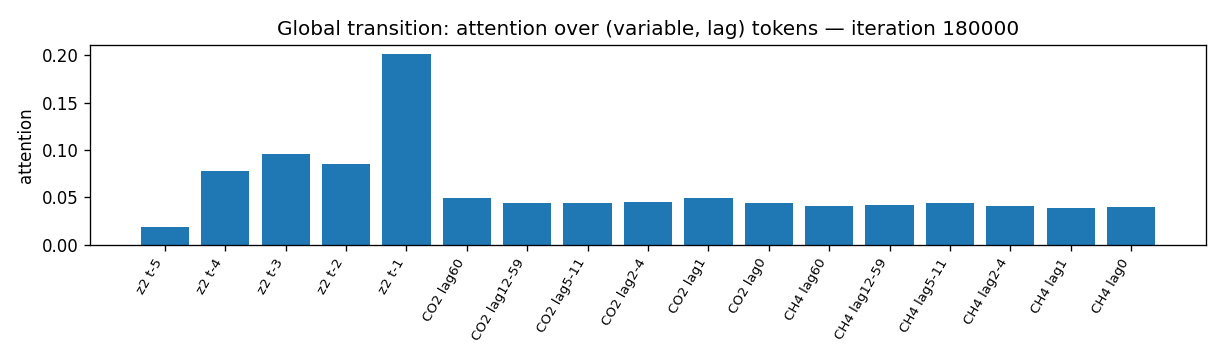 Global transition: attention over (variable, lag) tokens — iteration 180000
attention
0.20
0.15
0.10
0.05
0.00
z2 t-5
z2 t-4
z2 t-3
z2 t-2
z2 t-1
CO2 lag60
CO2 lag12-59
CO2 lag5-11
CO2 lag2-4
CO2 lag1
CO2 lag0
CH4 lag60
CH4 lag12-59
CH4 lag5-11
CH4 lag2-4
CH4 lag1
CH4 lag0